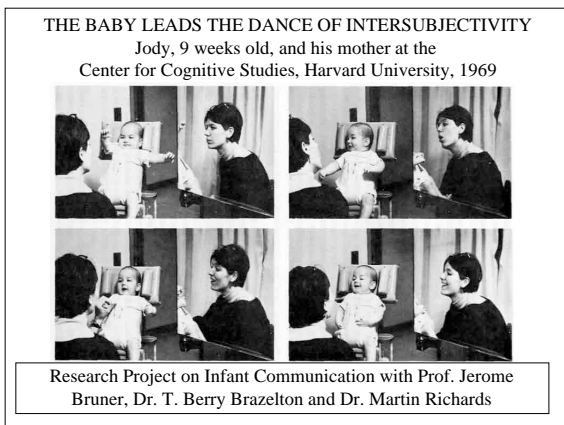 THE BABY LEADS THE DANCE OF INTERSUBJECTIVITY
Jody, 9 weeks old, and his mother at the
Center for Cognitive Studies, Harvard University, 1969
Research Project on Infant Communication with Prof. Jerome
Bruner, Dr. T. Berry Brazelton and Dr. Martin Richards